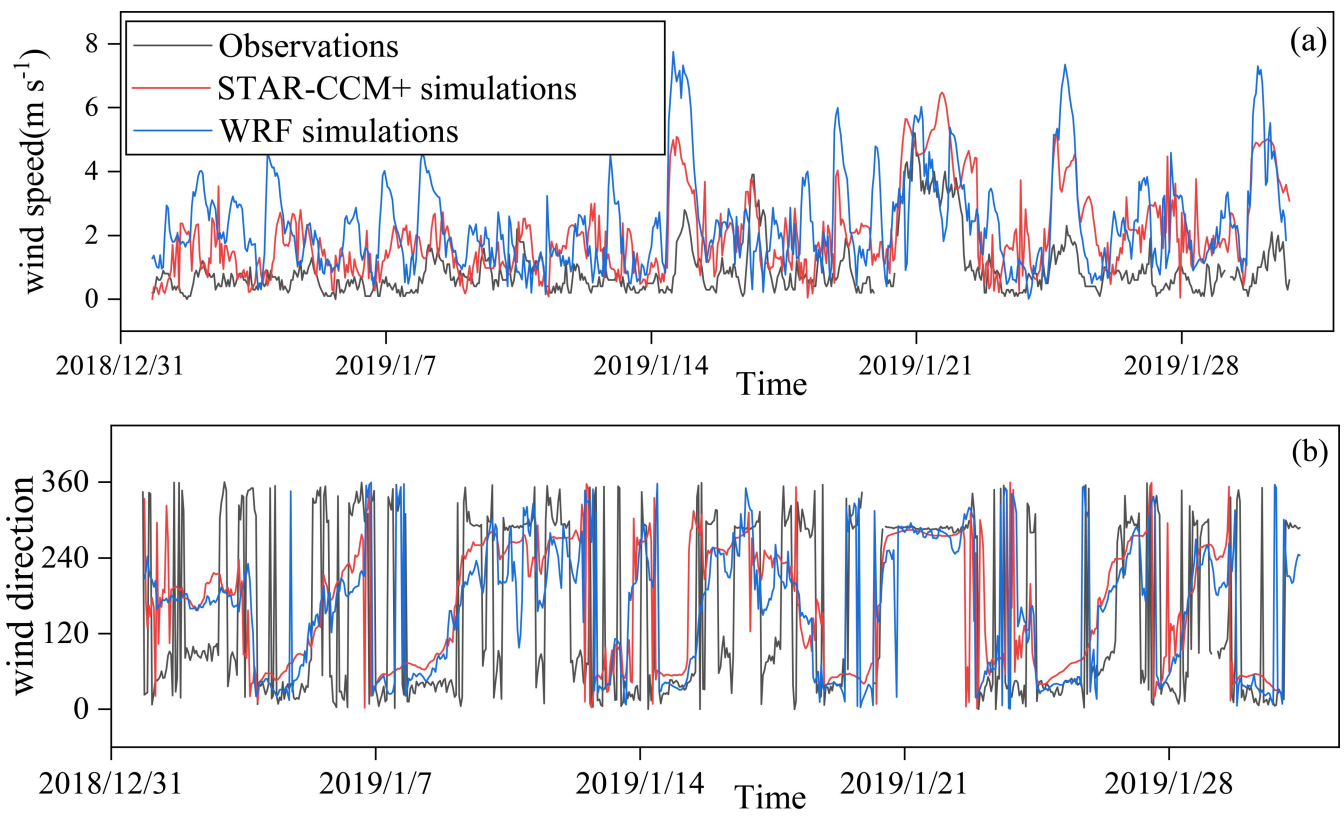 (a)
Observations
STAR-CCM+ simulations
WRF simulations
wind speed(m s⁻¹)
8
6
4
2
0
2018/12/31 2019/1/7 2019/1/14 2019/1/21 2019/1/28
Time
(b)
wind direction
360
240
120
0
2018/12/31 2019/1/7 2019/1/14 2019/1/21 2019/1/28
Time